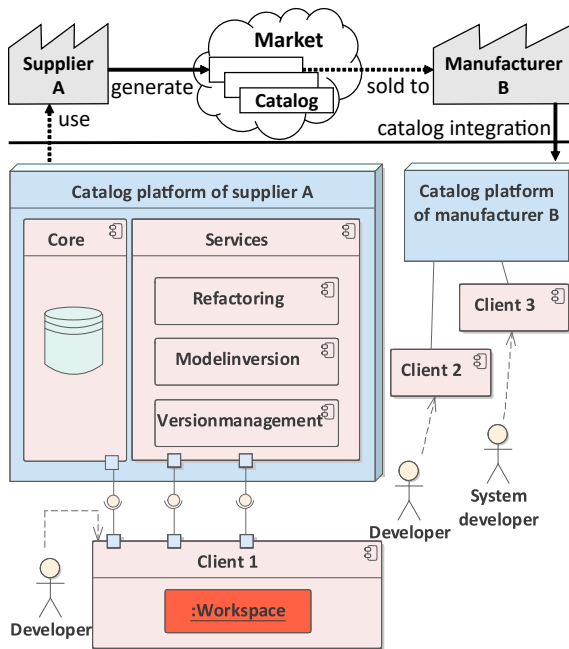 Market
Supplier
A
generate
Catalog
sold to
Manufacturer
B
use
catalog integration
Catalog platform of supplier A
Catalog platform
of manufacturer B
Core
Services
Refactoring
Modelinversion
Versionmanagement
Client 3
Client 2
System
developer
Developer
Client 1
:Workspace
Developer